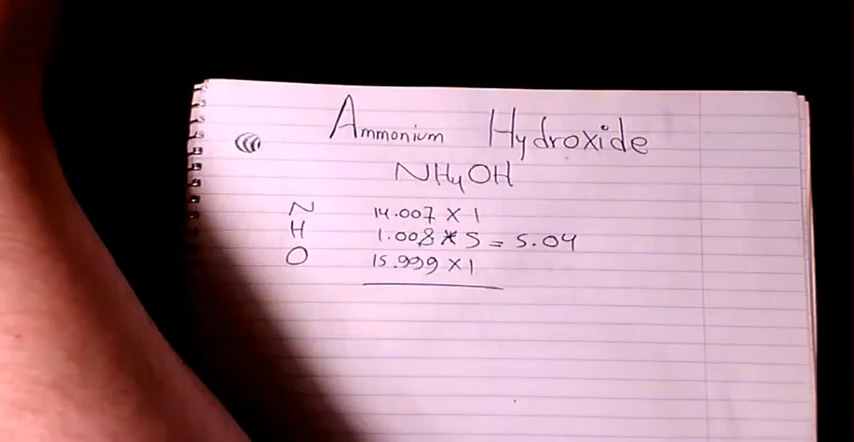 Ammonium Hydroxide
NH4OH
N 14.007 × 1
H 1.008 * 5 = 5.04
O 15.999 × 1